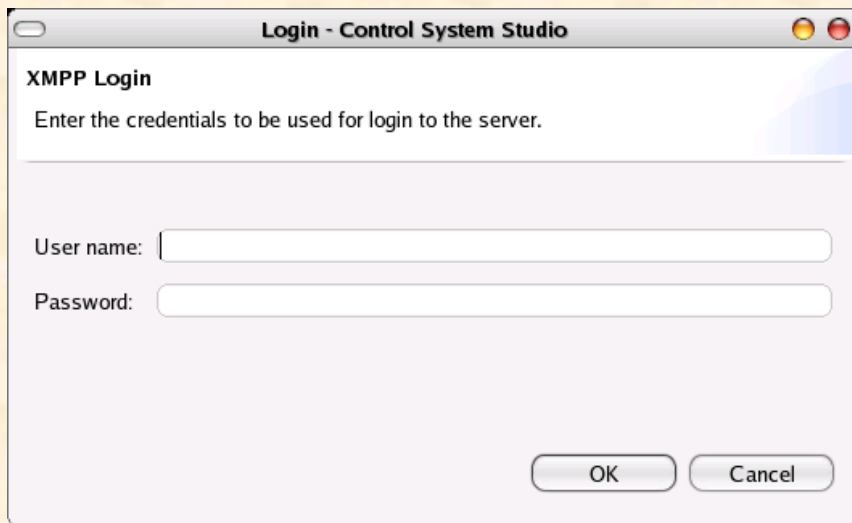 Login - Control System Studio
XMPP Login
Enter the credentials to be used for login to the server.
User name:
Password:
OK Cancel